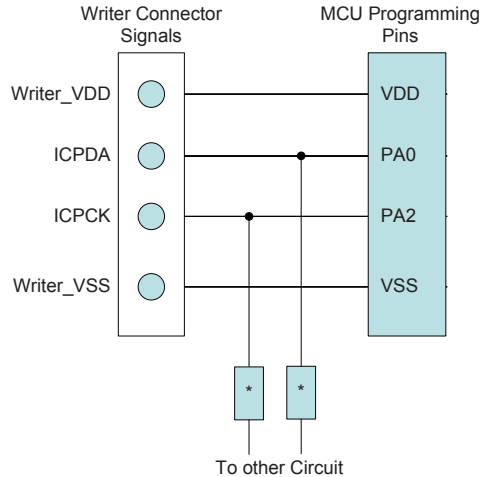 Writer Connector
Signals
MCU Programming
Pins
Writer_VDD
VDD
ICPDA
PA0
ICPCK
PA2
Writer_VSS
VSS
*
*
To other Circuit